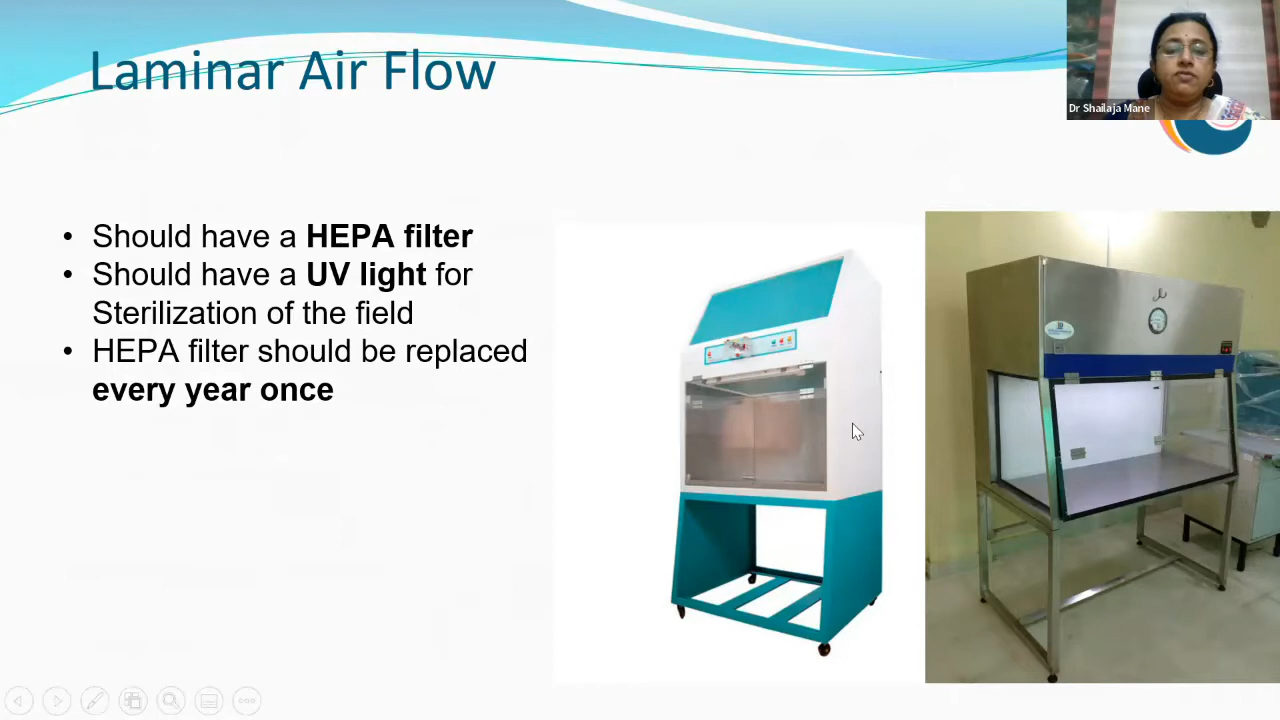 Laminar Air Flow
Dr Shailaja Mane
• Should have a HEPA filter
• Should have a UV light for
Sterilization of the field
• HEPA filter should be replaced
every year once